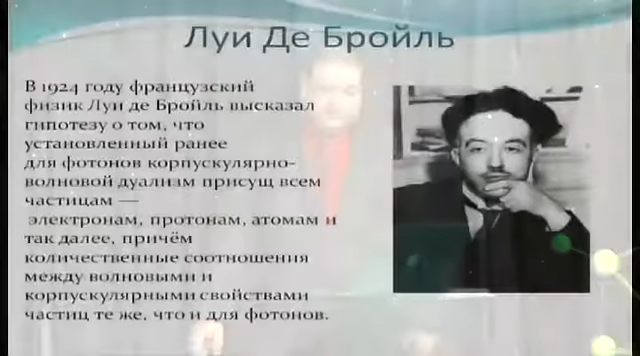 Луи Де Бройль
В 1924 году французский
физик Луи де Бройль высказал
гипотезу о том, что
установленный ранее
для фотонов корпускулярно-
волновой дуализм присущ всем
частицам —
электронам, протонам, атомам и
так далее, причём
количественные соотношения
между волновыми и
корпускулярными свойствами
частиц те же, что и для фотонов.